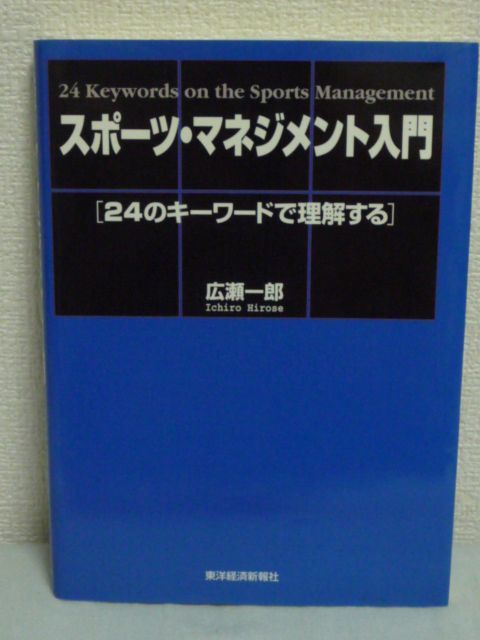 24 Keywords on the Sports Management
スポーツ・マネジメント入門
[24のキーワードで理解する]
広瀬一郎
Ichiro Hirose
東洋経済新報社